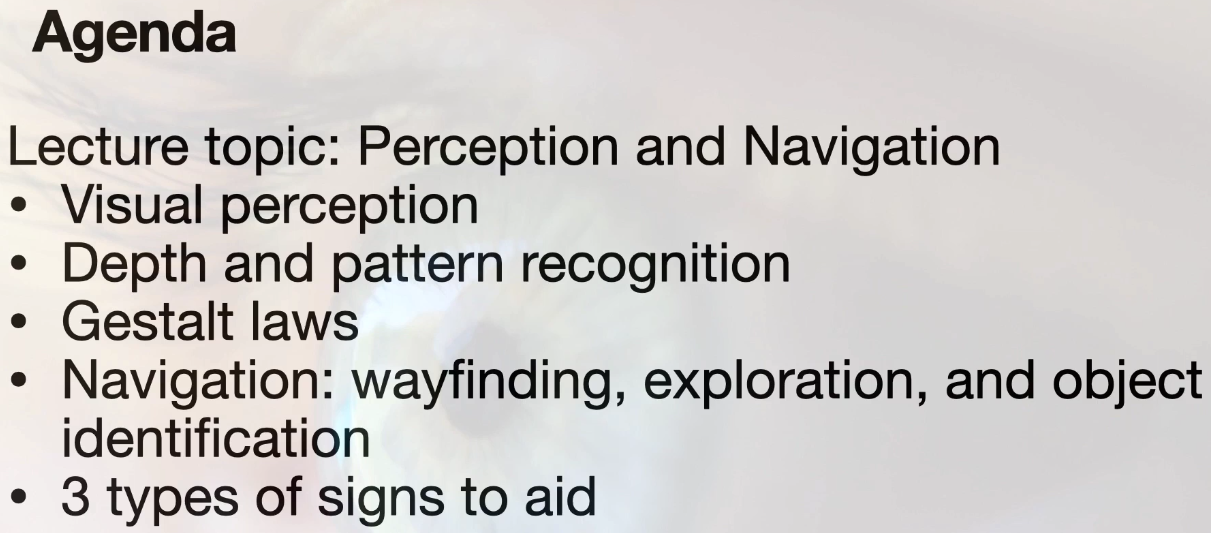 Agenda
Lecture topic: Perception and Navigation
• Visual perception
• Depth and pattern recognition
• Gestalt laws
• Navigation: wayfinding, exploration, and object
identification
• 3 types of signs to aid